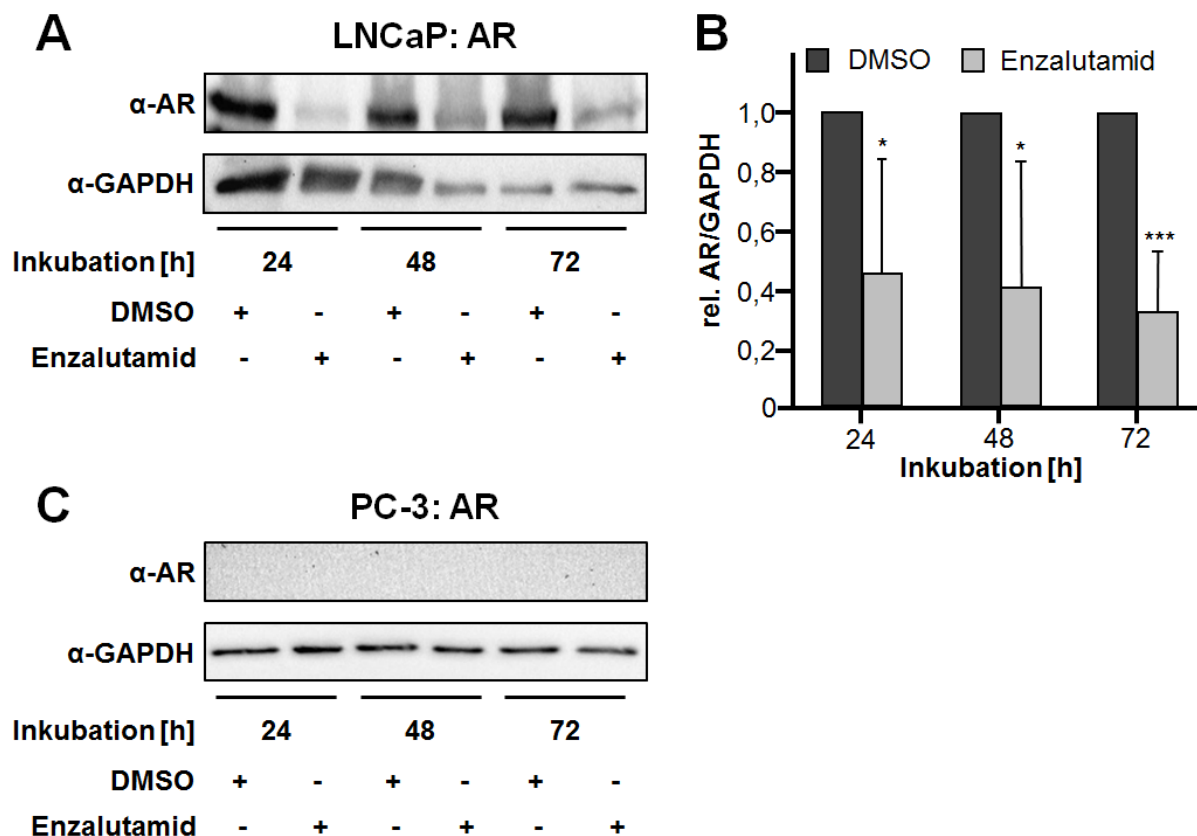 A
LNCaP: AR
α-AR
α-GAPDH
Inkubation [h] 24 48 72
DMSO + - + - + -
Enzalutamid - + - + - +
B
DMSO Enzalutamid
rel. AR/GAPDH
1,0
0,8
0,6
0,4
0,2
0
* * ***
24 48 72
Inkubation [h]
C
PC-3: AR
α-AR
α-GAPDH
Inkubation [h] 24 48 72
DMSO + - + - + -
Enzalutamid - + - + - +